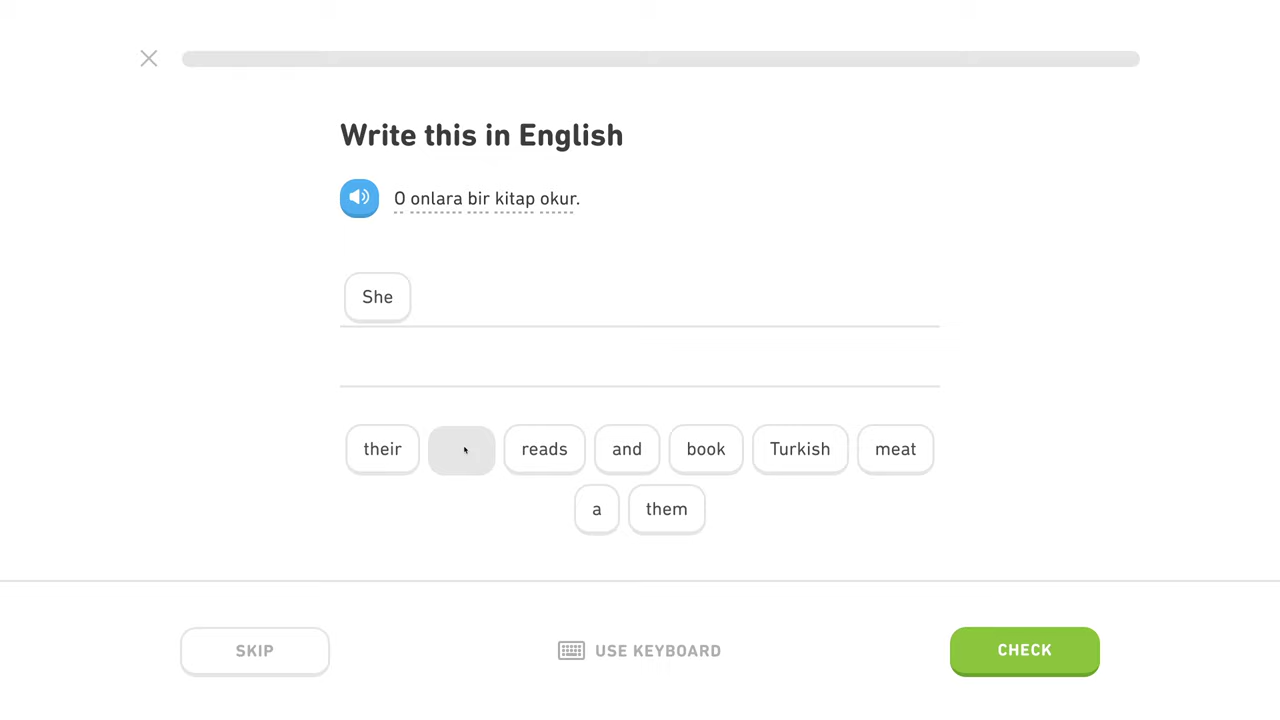 Write this in English
O onlara bir kitap okur.
She
their reads and book Turkish meat
a them
SKIP USE KEYBOARD CHECK